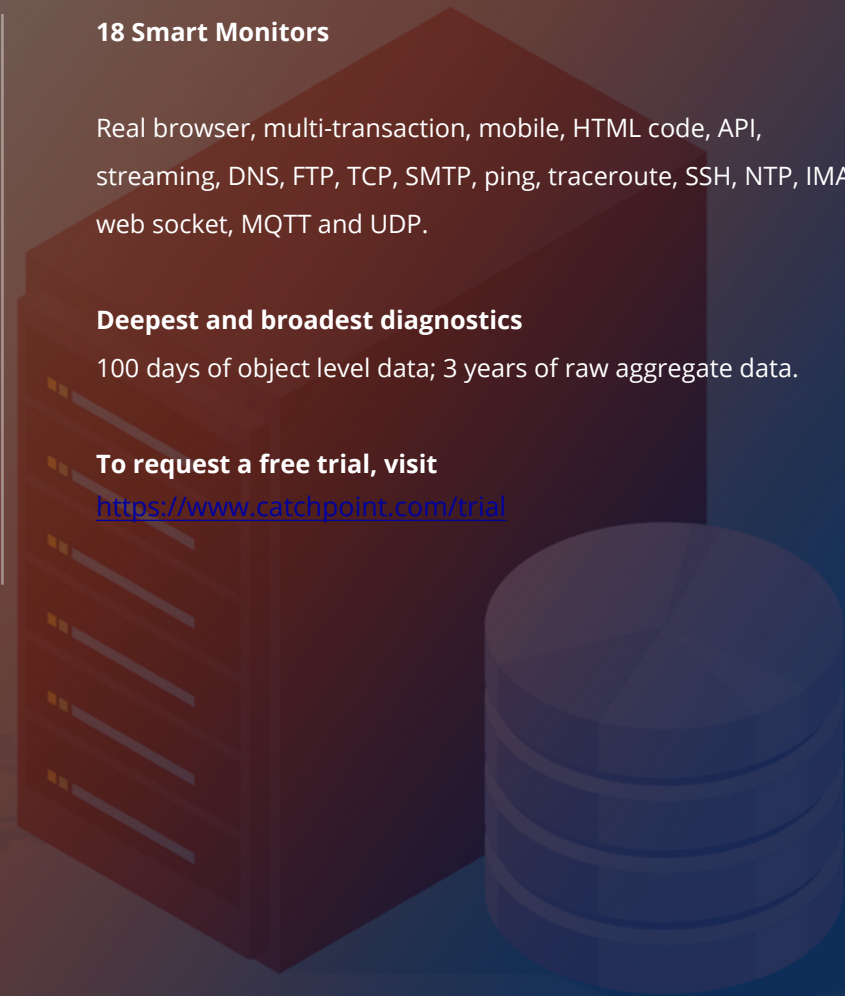 18 Smart Monitors
Real browser, multi-transaction, mobile, HTML code, API,
streaming, DNS, FTP, TCP, SMTP, ping, traceroute, SSH, NTP,
web socket, MQTT and UDP.
Deepest and broadest diagnostics
100 days of object level data; 3 years of raw aggregate data.
To request a free trial, visit
https://www.catchpoint.com/trial